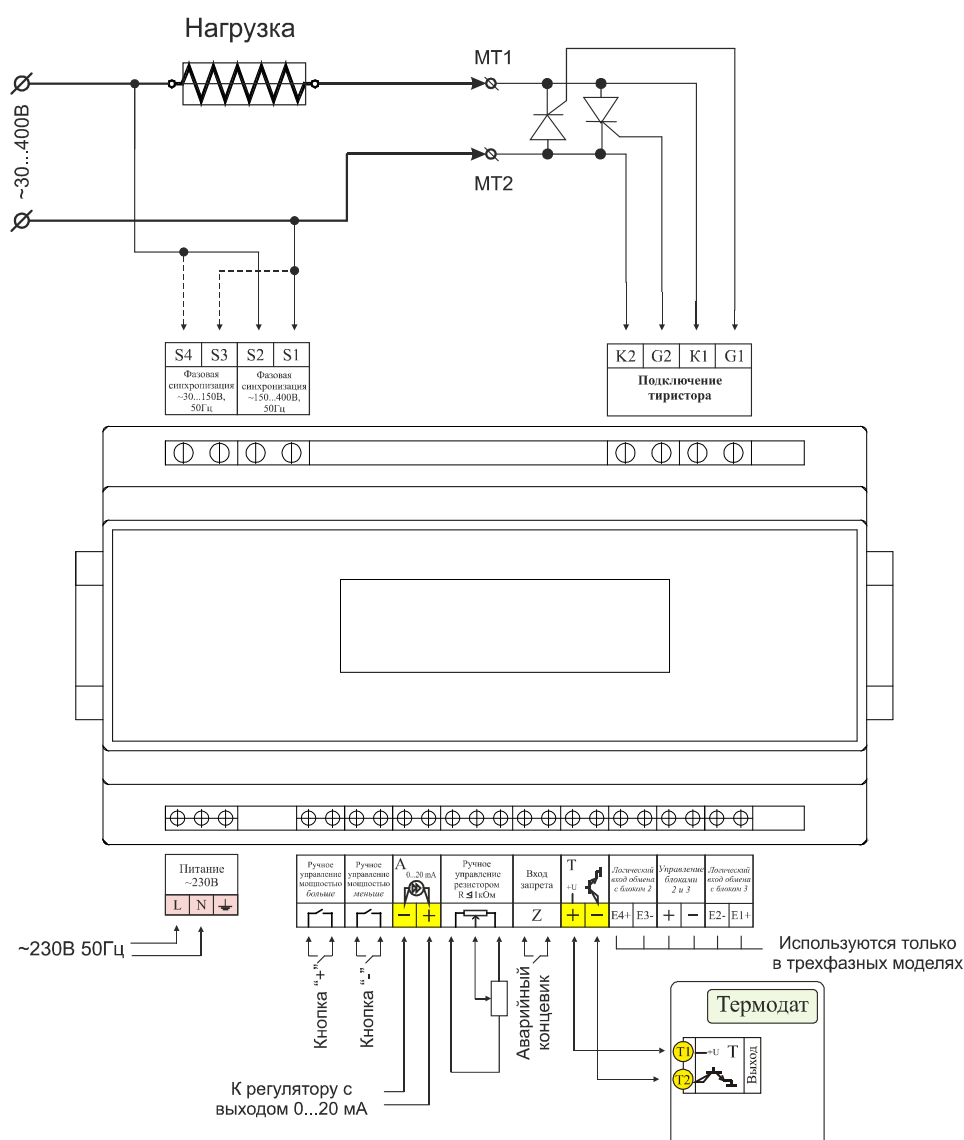 Нагрузка
МТ1
~30...400В
МТ2
S4 S3 S2 S1
Фазовая
синхронизация
~30...150В,
50Гц
Фазовая
синхронизация
~150...400В,
50Гц
K2 G2 K1 G1
Подключение
тиристора
Питание
~230В
L N
~230В 50Гц
Ручное
управление
мощностью
больше
Ручное
управление
мощностью
меньше
A
0...20 mA
− +
Ручное
управление
резистором
R ≤ 1кОм
Вход
запрета
Z
T
+U
+ −
Логический
вход обмена
с блоком 2
E4+ E3-
Управление
блоками
2 и 3
+ −
Логический
вход обмена
с блоком 3
E2- E1+
Используются только
в трехфазных моделях
Кнопка “+”
Кнопка “-”
Аварийный
концевик
К регулятору с
выходом 0...20 мА
Термодат
T1 +U T
T2
Выход